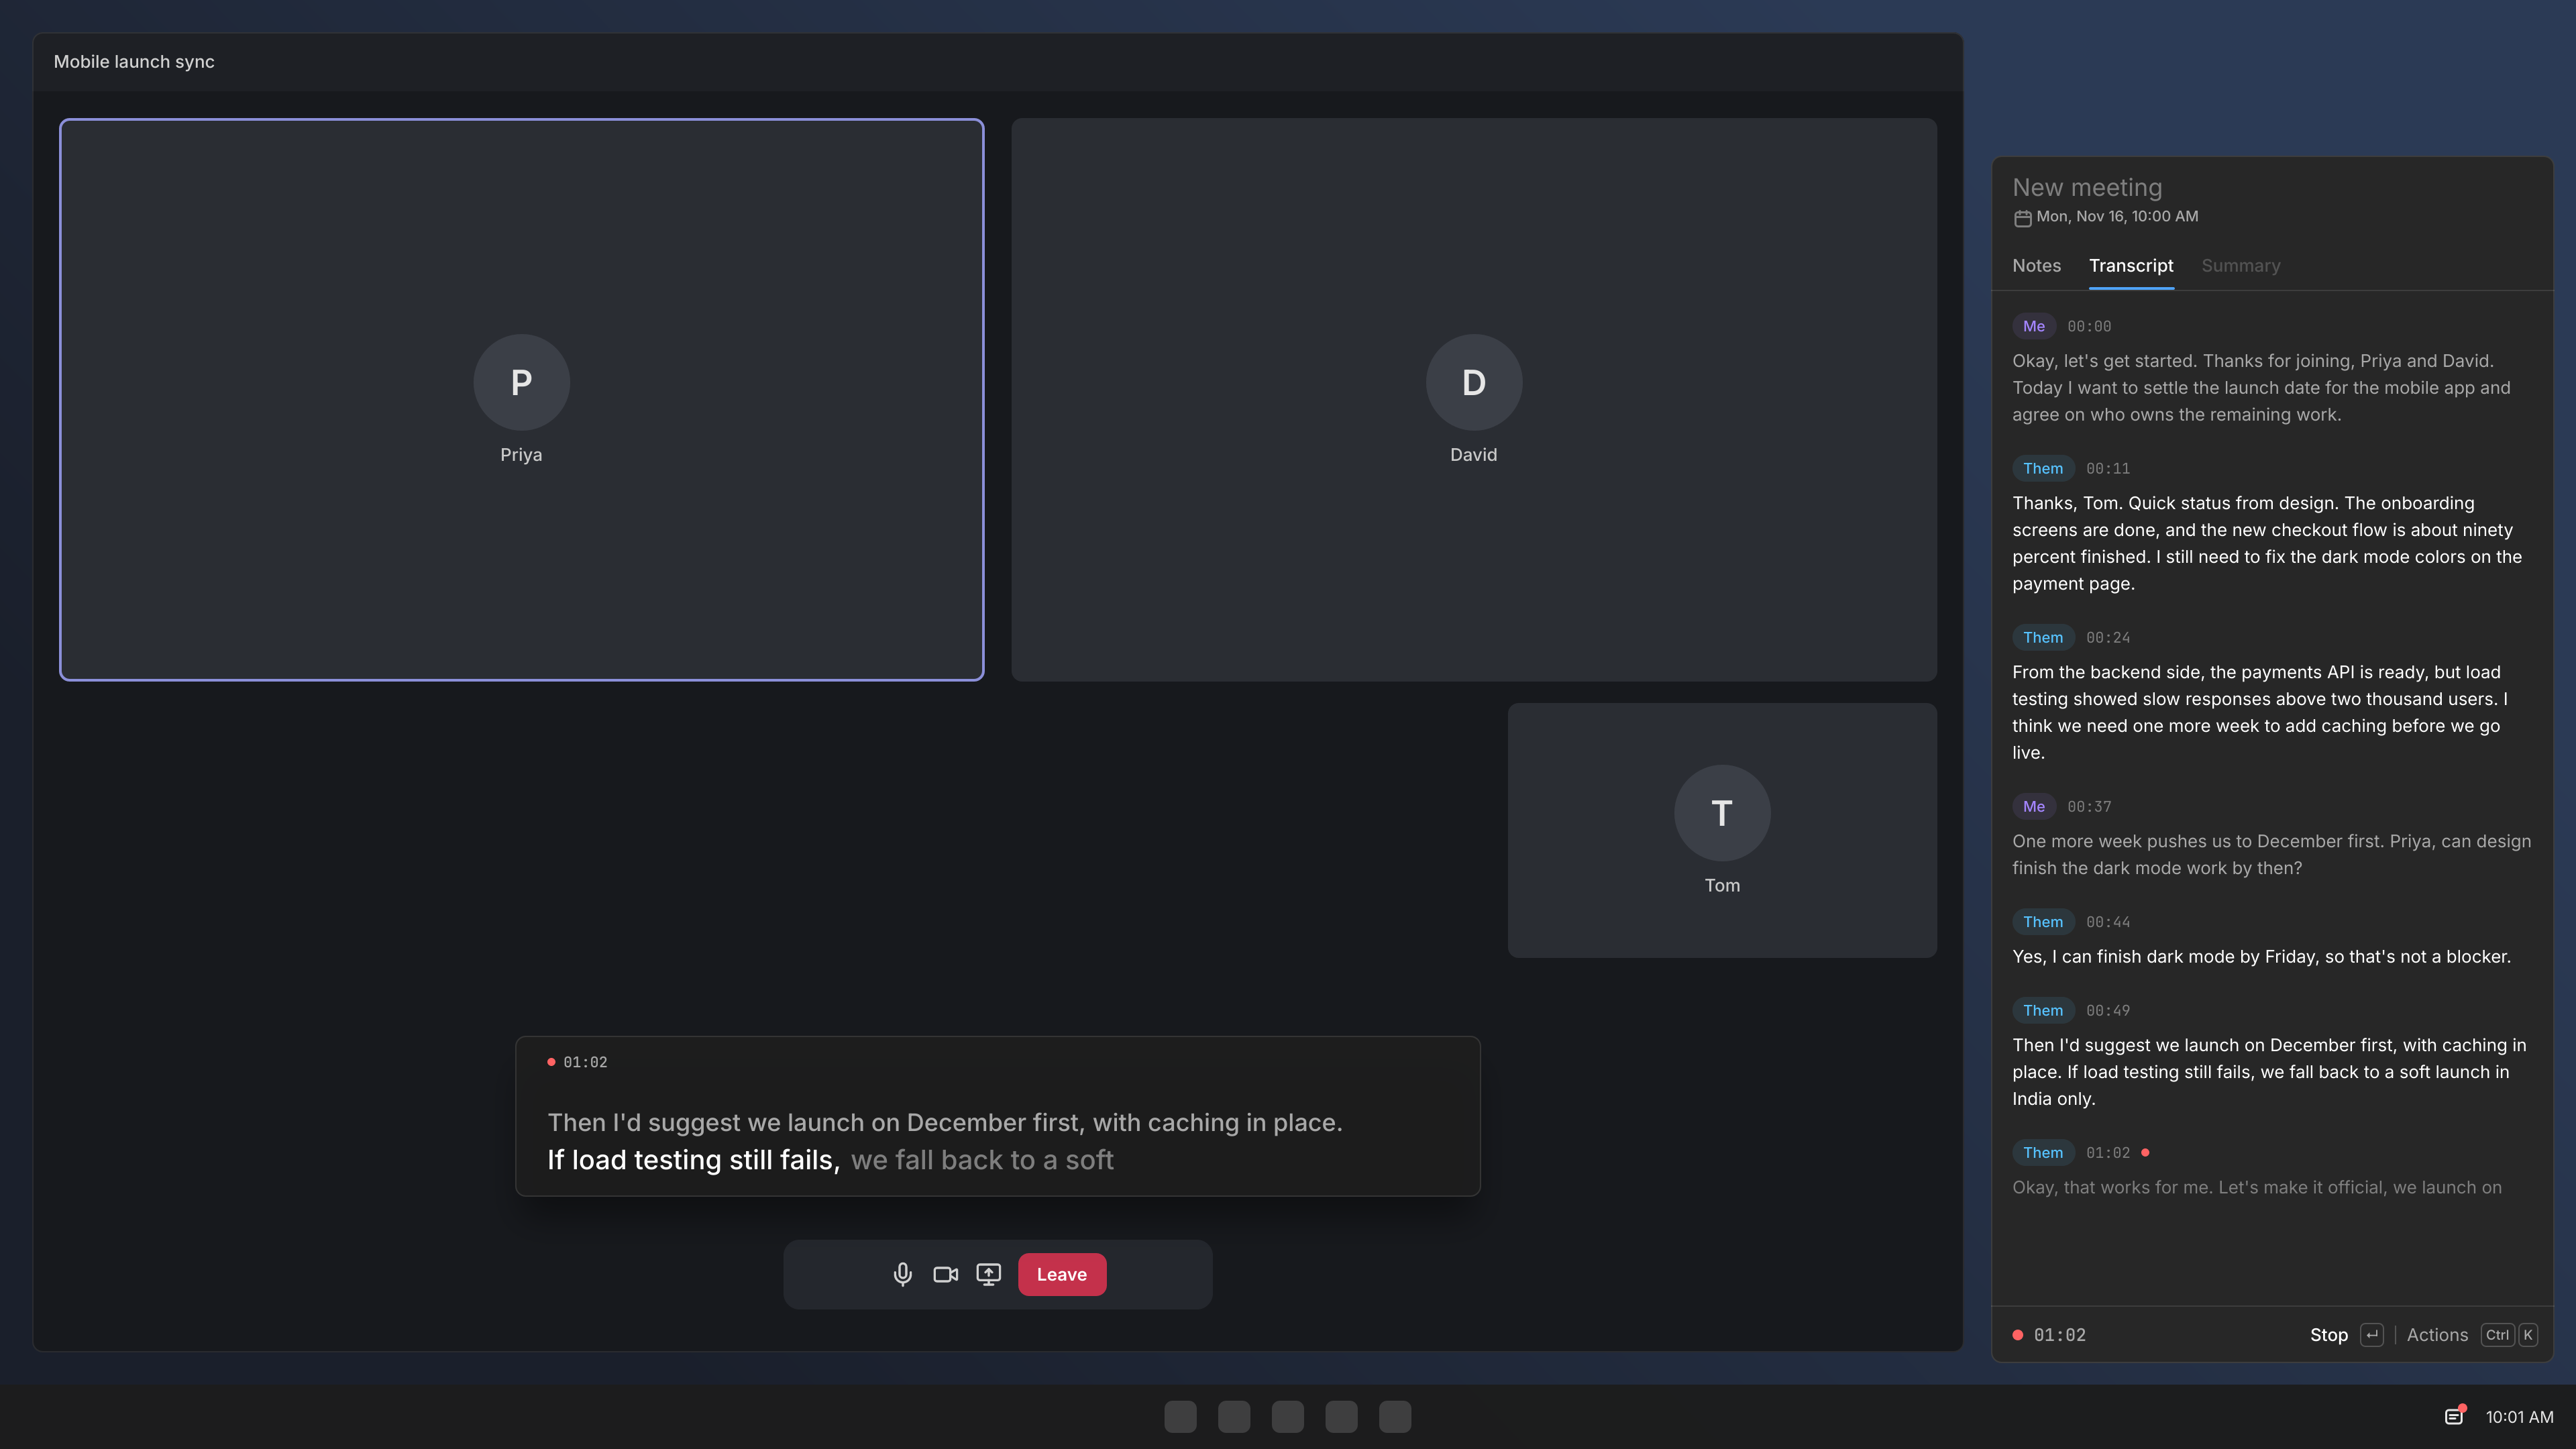 Mobile launch sync
P
Priya
D
David
T
Tom
01:02
Then I'd suggest we launch on December first, with caching in place.
If load testing still fails, we fall back to a soft
Leave
New meeting
Mon, Nov 16, 10:00 AM
Notes Transcript Summary
Me 00:00
Okay, let's get started. Thanks for joining, Priya and David.
Today I want to settle the launch date for the mobile app and
agree on who owns the remaining work.
Them 00:11
Thanks, Tom. Quick status from design. The onboarding
screens are done, and the new checkout flow is about ninety
percent finished. I still need to fix the dark mode colors on the
payment page.
Them 00:24
From the backend side, the payments API is ready, but load
testing showed slow responses above two thousand users. I
think we need one more week to add caching before we go
live.
Me 00:37
One more week pushes us to December first. Priya, can design
finish the dark mode work by then?
Them 00:44
Yes, I can finish dark mode by Friday, so that's not a blocker.
Them 00:49
Then I'd suggest we launch on December first, with caching in
place. If load testing still fails, we fall back to a soft launch in
India only.
Them 01:02
Okay, that works for me. Let's make it official, we launch on
01:02 Stop Actions Ctrl K
10:01 AM